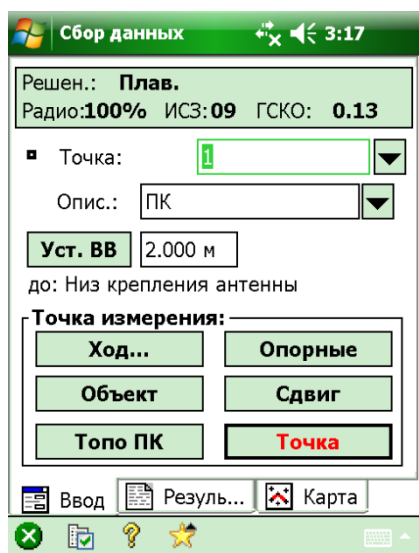 Сбор данных 3:17
Решен.: Плав.
Радио:100% ИСЗ:09 ГСКО: 0.13
Точка: 1
Опис.: ПК
Уст. ВВ 2.000 м
до: Низ крепления антенны
Точка измерения:
Ход... Опорные
Объект Сдвиг
Топо ПК Точка
Ввод Резуль... Карта